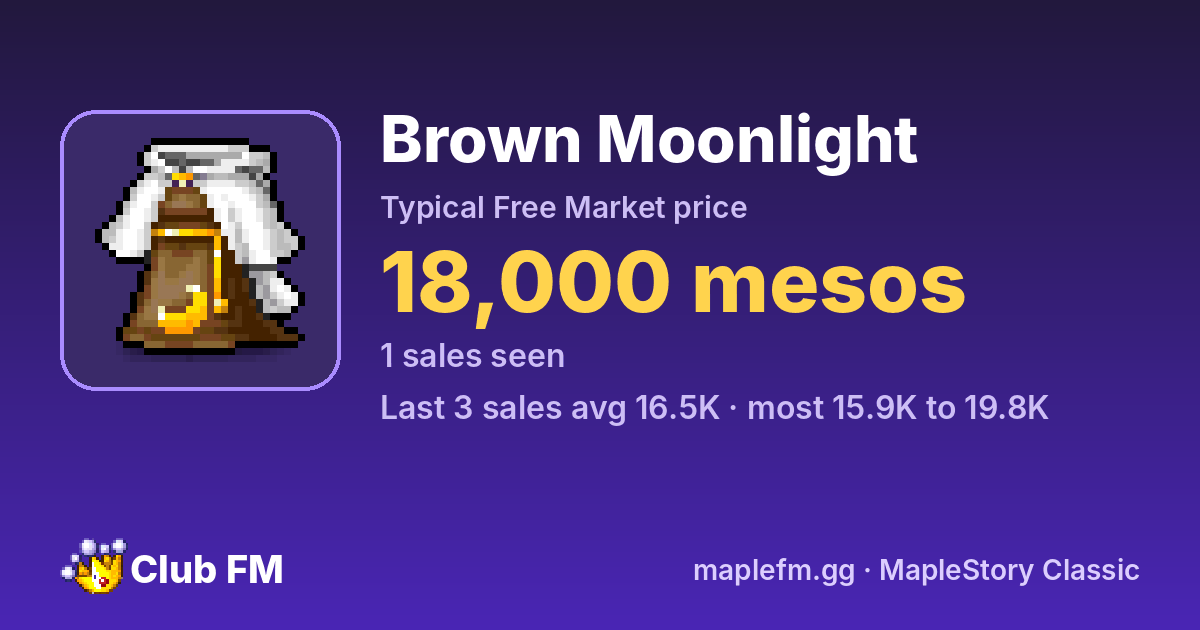 Brown Moonlight
Typical Free Market price
18,000 mesos
1 sales seen
Last 3 sales avg 16.5K · most 15.9K to 19.8K
Club FM
maplefm.gg · MapleStory Classic